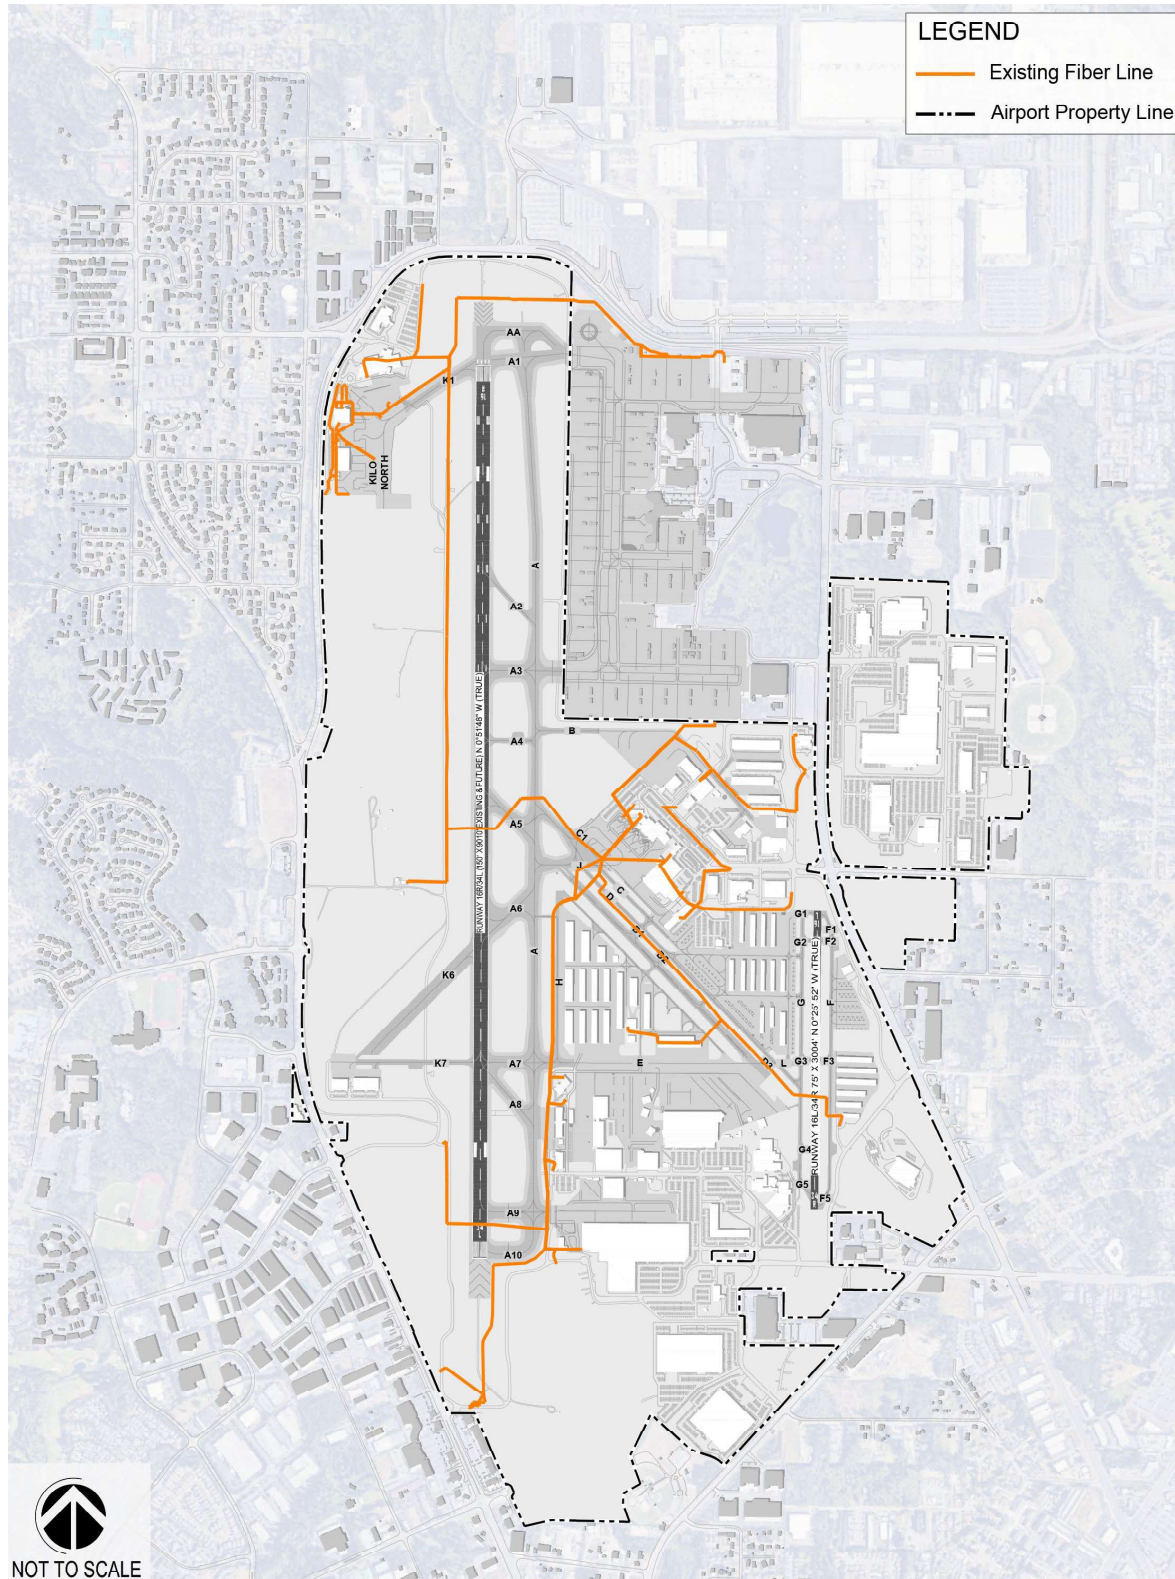 LEGEND
Existing Fiber Line
Airport Property Line
AA
A1
K1
KILO
NORTH
A
A2
A3
A4
B
RUNWAY 16R/34L (150' X 9010' EXISTING & FUTURE) N 0°51'48" W (TRUE)
A5
C1
J
C
D
A6
G1
F1
G2
F2
D1
D2
A
H
K6
G
F
RUNWAY 16L/34R 75' X 3004' N 0°25' 52" W (TRUE)
K7
A7
E
D3
L
G3
F3
A8
G4
G5
F5
A9
A10
NOT TO SCALE